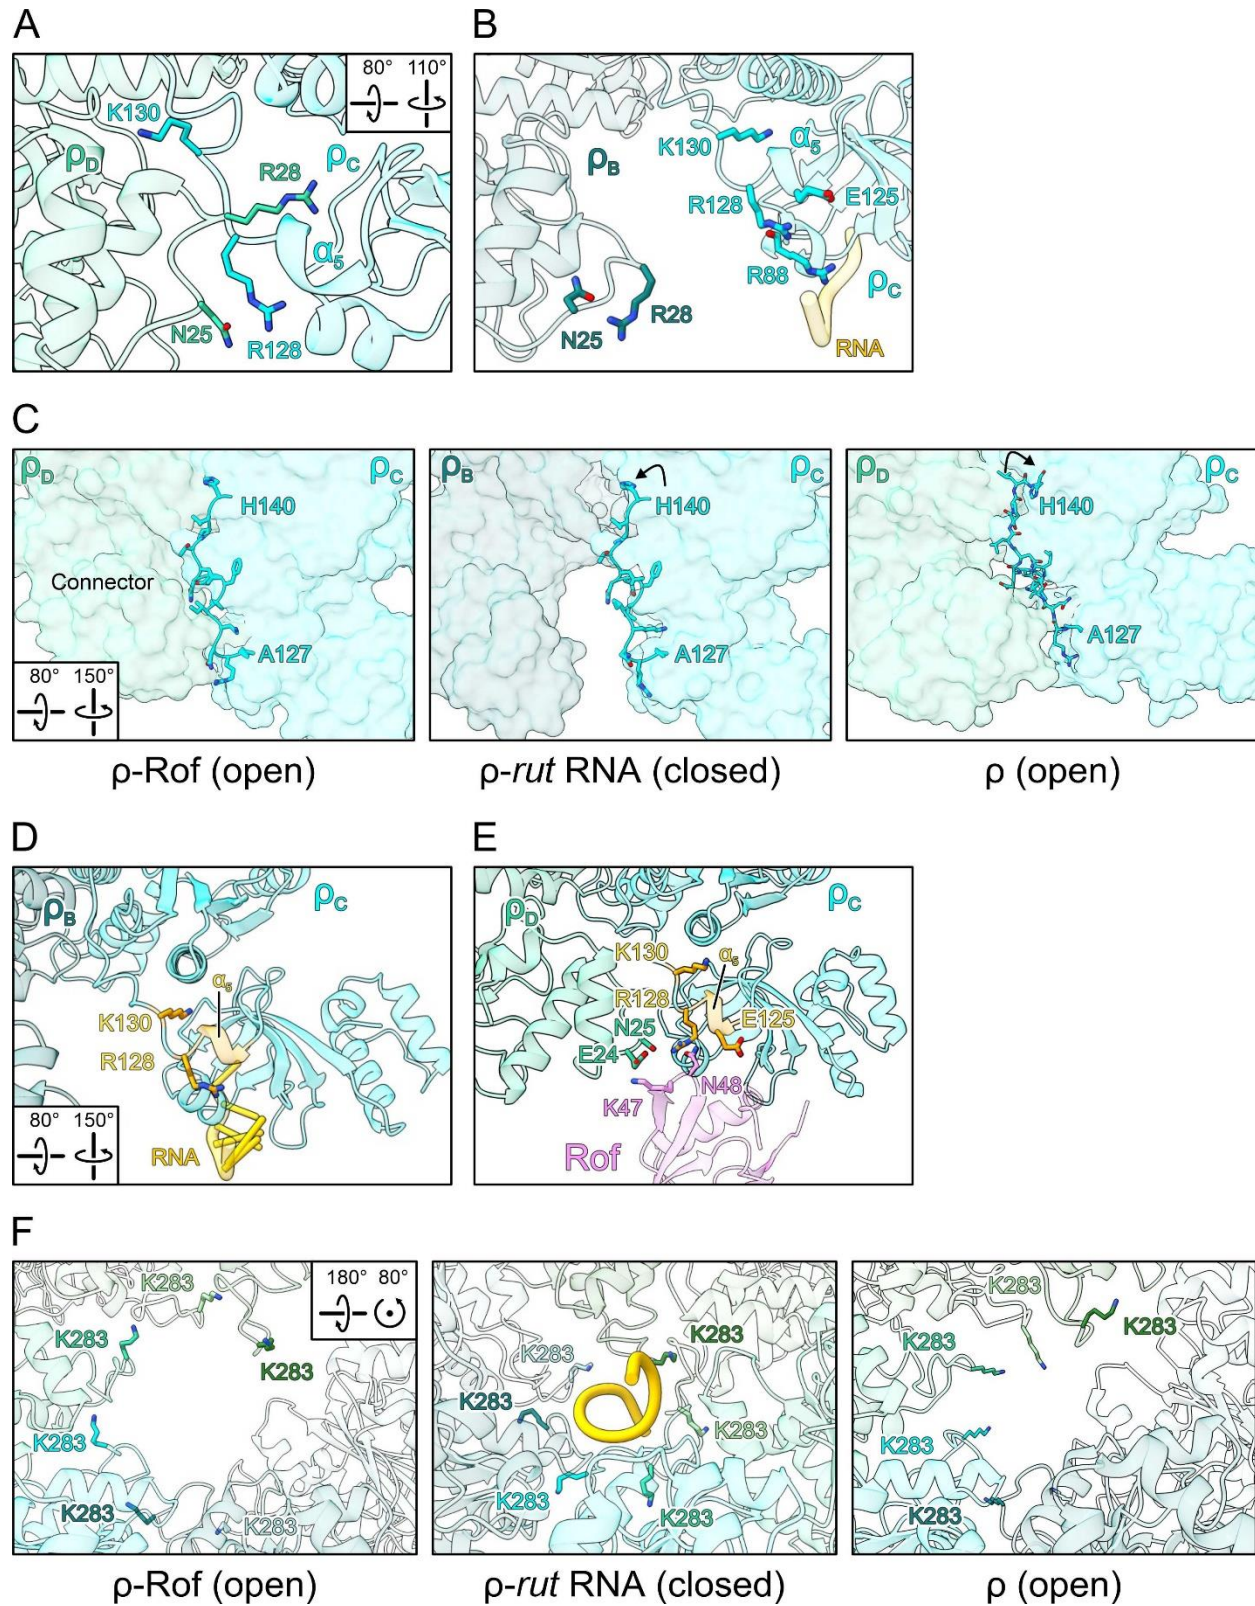 A
80° 110°
K130
ρD
R28
ρC
α5
N25
R128
B
ρB
K130
α5
R128
E125
R88
ρC
N25
R28
RNA
C
ρD
ρC
H140
Connector
A127
80° 150°
ρ-Rof (open)
ρB
ρC
H140
A127
ρ-rut RNA (closed)
ρD
ρC
H140
A127
ρ (open)
D
ρB
ρC
α5
K130
R128
80° 150°
RNA
E
ρD
ρC
K130
α5
R128
N25
E125
E24
N48
K47
Rof
F
180° 80°
K283
K283
K283
K283
K283
K283
ρ-Rof (open)
K283
K283
K283
K283
K283
K283
ρ-rut RNA (closed)
K283
K283
K283
K283
K283
ρ (open)